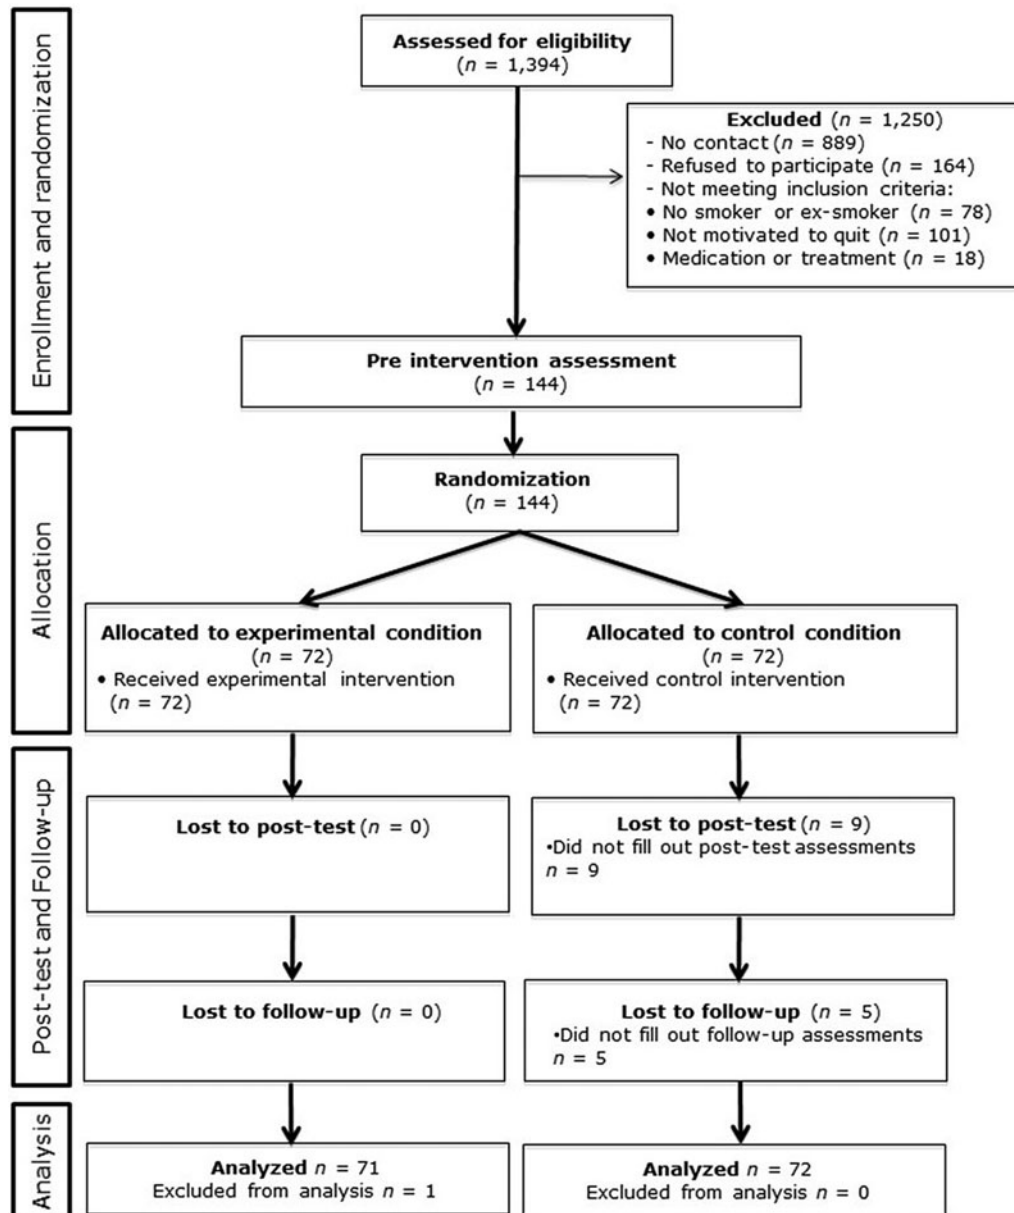 Enrollment and randomization
Assessed for eligibility
(n = 1,394)
Excluded (n = 1,250)
- No contact (n = 889)
- Refused to participate (n = 164)
- Not meeting inclusion criteria:
• No smoker or ex-smoker (n = 78)
• Not motivated to quit (n = 101)
• Medication or treatment (n = 18)
Pre intervention assessment
(n = 144)
Allocation
Randomization
(n = 144)
Allocated to experimental condition
(n = 72)
• Received experimental intervention
(n = 72)
Allocated to control condition
(n = 72)
• Received control intervention
(n = 72)
Post-test and Follow-up
Lost to post-test (n = 0)
Lost to post-test (n = 9)
•Did not fill out post-test assessments
n = 9
Lost to follow-up (n = 0)
Lost to follow-up (n = 5)
•Did not fill out follow-up assessments
n = 5
Analysis
Analyzed n = 71
Excluded from analysis n = 1
Analyzed n = 72
Excluded from analysis n = 0